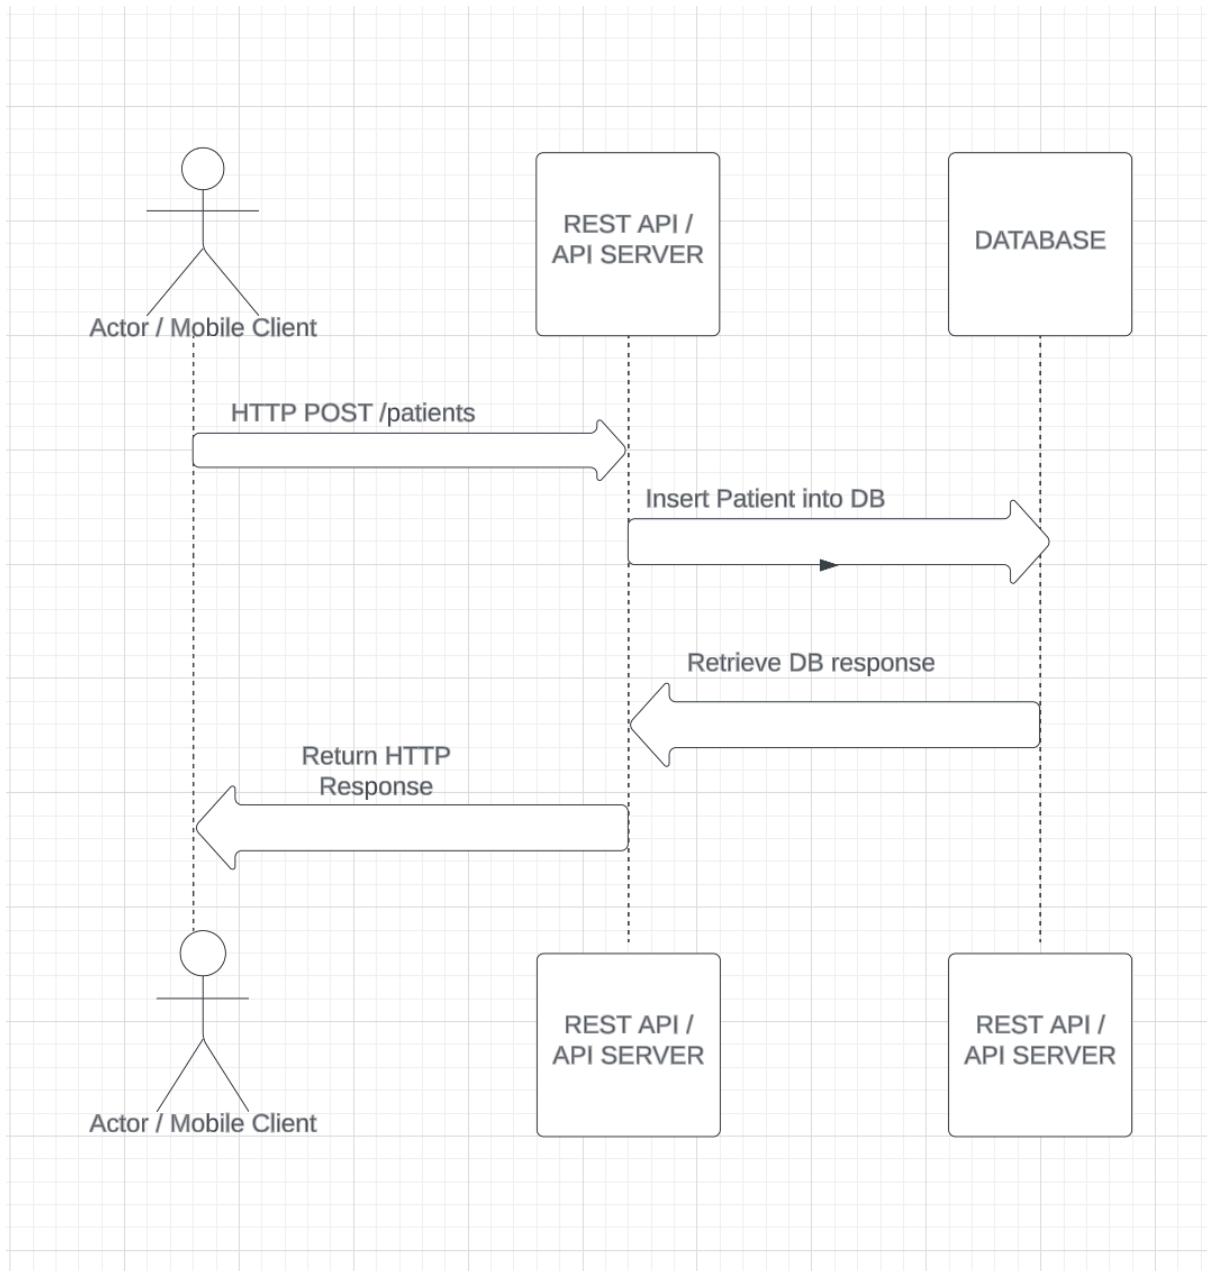 REST API /
API SERVER
DATABASE
Actor / Mobile Client
HTTP POST /patients
Insert Patient into DB
Retrieve DB response
Return HTTP
Response
REST API /
API SERVER
REST API /
API SERVER
Actor / Mobile Client